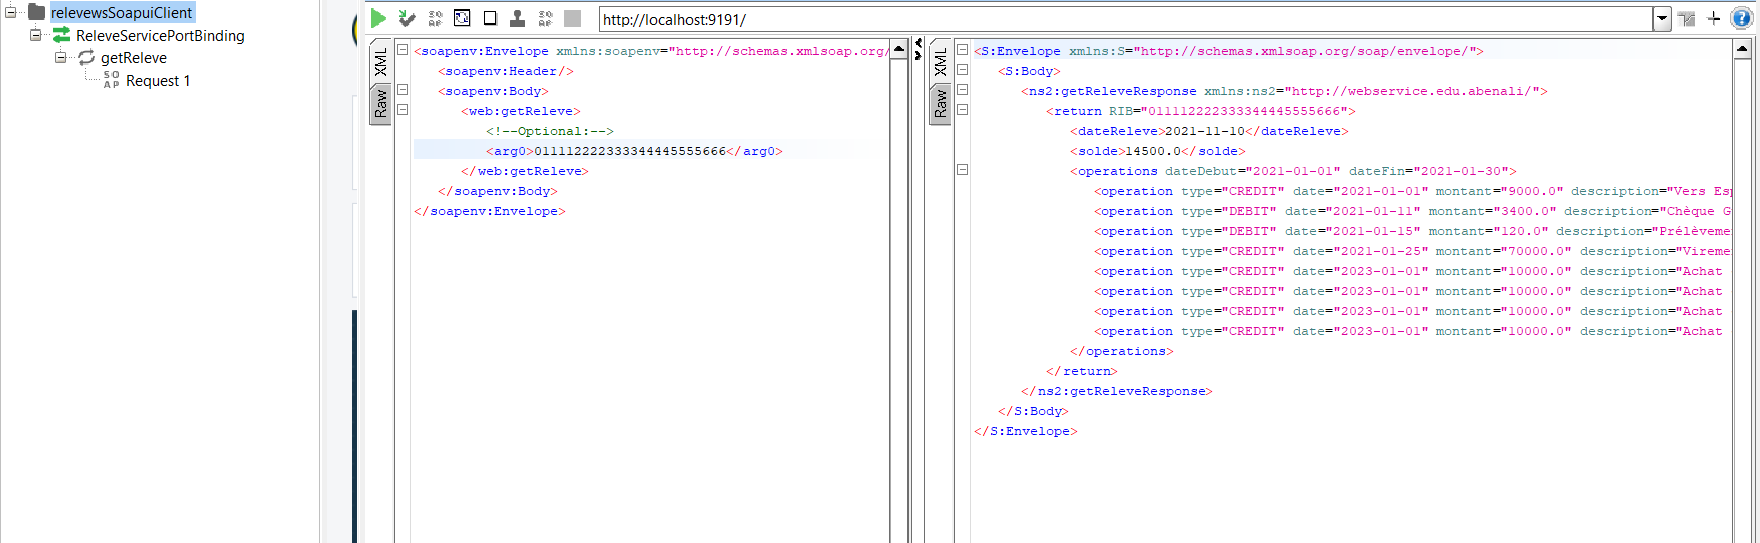 relevewsSoapuiClient
ReleveServicePortBinding
getReleve
Request 1
http://localhost:9191/
XML
Raw
<soapenv:Envelope xmlns:soapenv="http://schemas.xmlsoap.org/
<soapenv:Header/>
<soapenv:Body>
<web:getReleve>
<!--Optional:-->
<arg0>011112222333344445555666</arg0>
</web:getReleve>
</soapenv:Body>
</soapenv:Envelope>
XML
Raw
<S:Envelope xmlns:S="http://schemas.xmlsoap.org/soap/envelope/">
<S:Body>
<ns2:getReleveResponse xmlns:ns2="http://webservice.edu.abenali/">
<return RIB="011112222333344445555666">
<dateReleve>2021-11-10</dateReleve>
<solde>14500.0</solde>
<operations dateDebut="2021-01-01" dateFin="2021-01-30">
<operation type="CREDIT" date="2021-01-01" montant="9000.0" description="Vers Esp
<operation type="DEBIT" date="2021-01-11" montant="3400.0" description="Chèque G
<operation type="DEBIT" date="2021-01-15" montant="120.0" description="Prélèveme
<operation type="CREDIT" date="2021-01-25" montant="70000.0" description="Viremen
<operation type="CREDIT" date="2023-01-01" montant="10000.0" description="Achat
<operation type="CREDIT" date="2023-01-01" montant="10000.0" description="Achat
<operation type="CREDIT" date="2023-01-01" montant="10000.0" description="Achat
<operation type="CREDIT" date="2023-01-01" montant="10000.0" description="Achat
</operations>
</return>
</ns2:getReleveResponse>
</S:Body>
</S:Envelope>